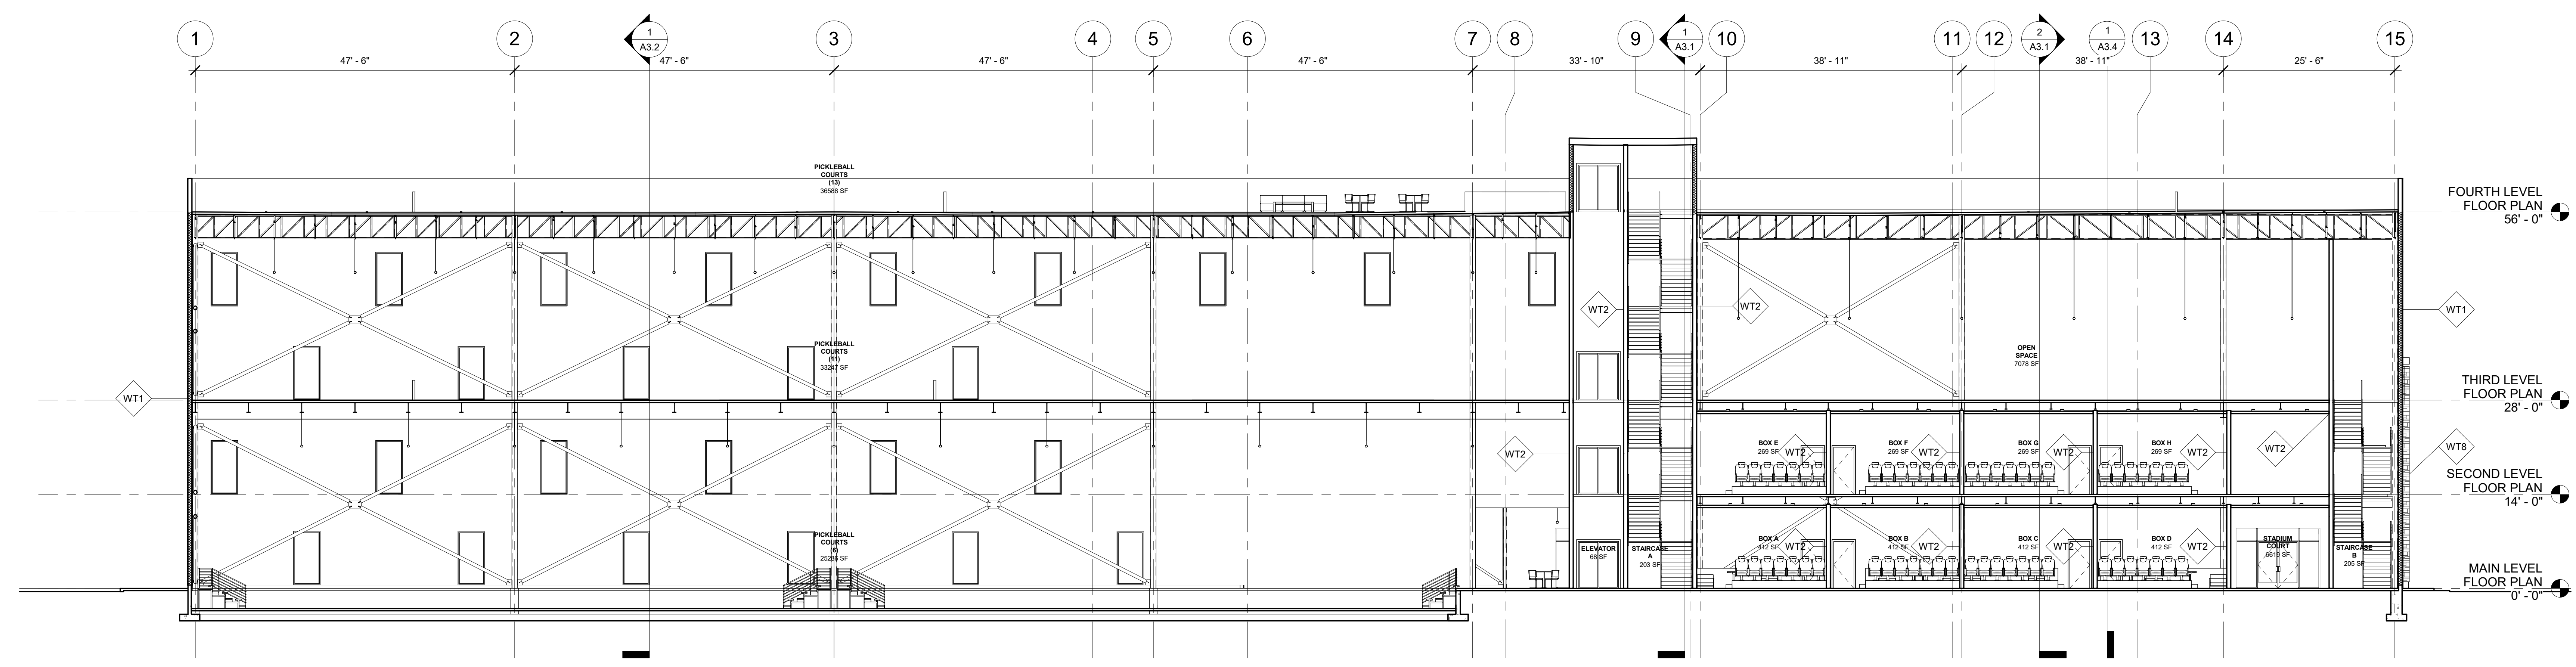 1
2
1
A3.2
3
4
5
6
7
8
9
1
A3.1
10
11
12
2
A3.1
1
A3.4
13
14
15
47' - 6"
47' - 6"
47' - 6"
47' - 6"
33' - 10"
38' - 11"
38' - 11"
25' - 6"
PICKLEBALL
COURTS
(13)
36588 SF
FOURTH LEVEL
FLOOR PLAN
56' - 0"
WT2
WT2
WT1
PICKLEBALL
COURTS
(11)
33247 SF
OPEN
SPACE
7078 SF
WT1
THIRD LEVEL
FLOOR PLAN
28' - 0"
WT2
BOX E
269 SF
WT2
BOX F
269 SF
WT2
BOX G
269 SF
WT2
BOX H
269 SF
WT2
WT2
WT8
SECOND LEVEL
FLOOR PLAN
14' - 0"
PICKLEBALL
COURTS
(6)
ELEVATOR
68 SF
STAIRCASE
A
203 SF
BOX A
412 SF
WT2
BOX B
412 SF
WT2
BOX C
412 SF
WT2
BOX D
412 SF
WT2
STADIUM
COURT
STAIRCASE
B
205 SF
MAIN LEVEL
FLOOR PLAN
0' - 0"